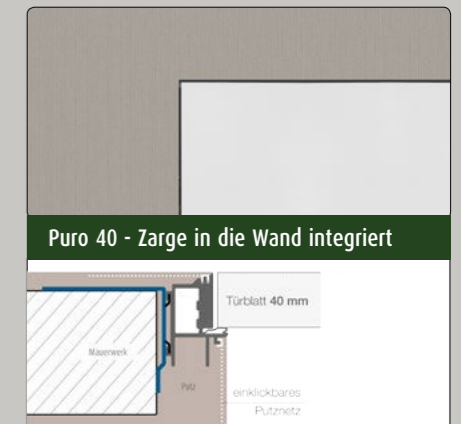 Puro 40 - Zarge in die Wand integriert
Türblatt 40 mm
Mauerwerk
Putz
einklickbares
Putznetz